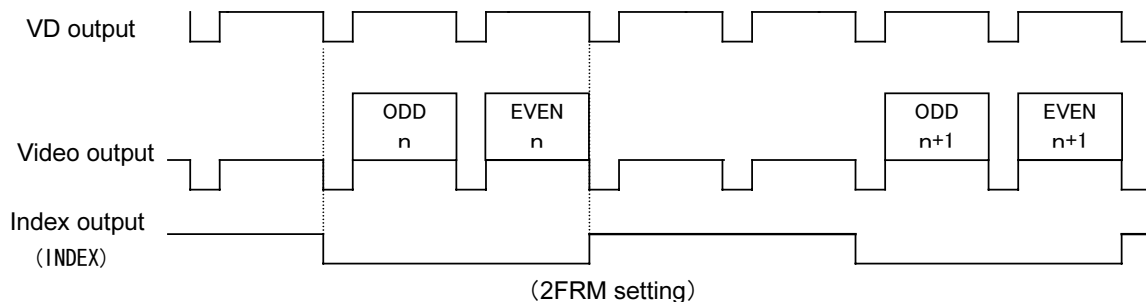 VD output
ODD
n
EVEN
n
ODD
n+1
EVEN
n+1
Video output
Index output
(INDEX)
(2FRM setting)